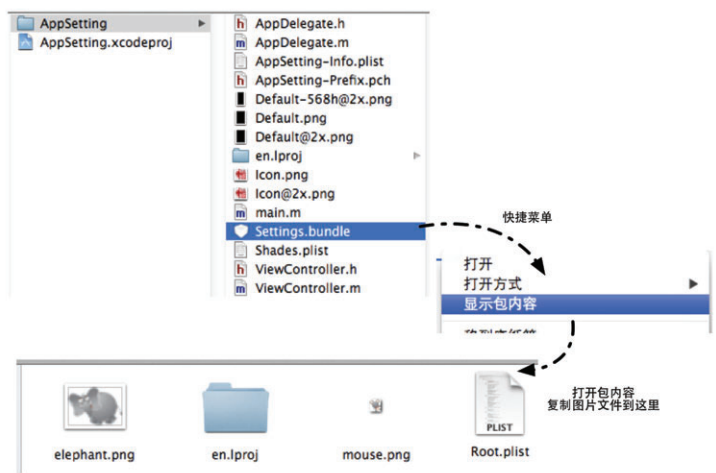 AppSetting
AppSetting.xcodeproj
AppDelegate.h
AppDelegate.m
AppSetting-Info.plist
AppSetting-Prefix.pch
Default-568h@2x.png
Default.png
Default@2x.png
en.lproj
Icon.png
Icon@2x.png
main.m
Settings.bundle
Shades.plist
ViewController.h
ViewController.m
快捷菜单
打开
打开方式
显示包内容
打开包内容
复制图片文件到这里
PLIST
elephant.png
en.lproj
mouse.png
Root.plist